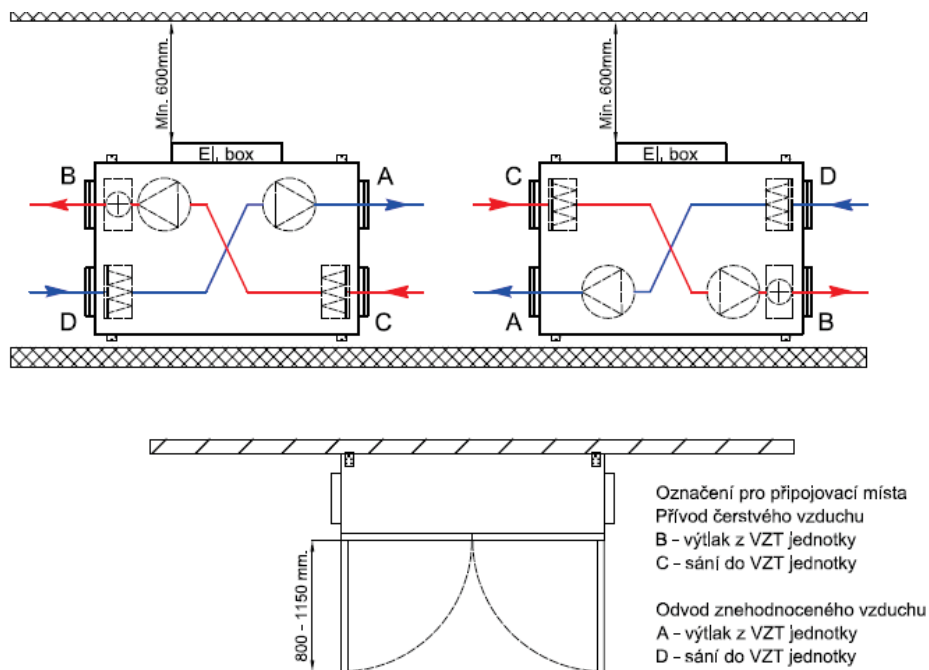 Min. 600mm.
Min. 600mm.
El. box
El. box
B
A
C
D
D
C
A
B
800 - 1150 mm.
Označení pro připojovací místa
Přívod čerstvého vzduchu
B - výtlak z VZT jednotky
C - sání do VZT jednotky
Odvod znehodnoceného vzduchu
A - výtlak z VZT jednotky
D - sání do VZT jednotky